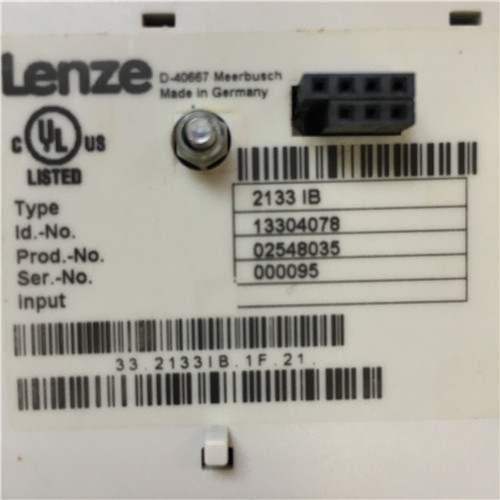 Lenze D-40667 Meerbusch
Made in Germany
C UL US
LISTED
Type 2133 IB
Id.-No. 13304078
Prod.-No. 02548035
Ser.-No. 000095
Input
33.2133IB.1F.21.